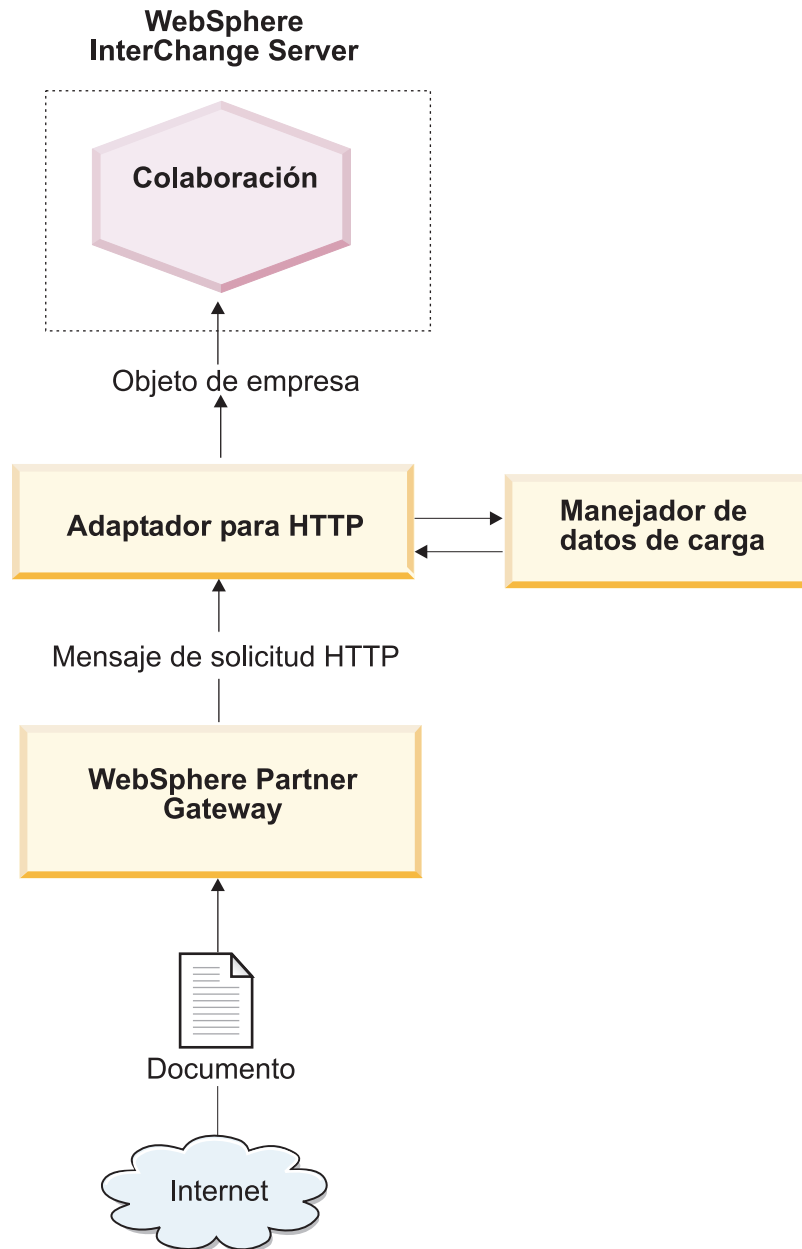 WebSphere
InterChange Server
Colaboración
Objeto de empresa
Adaptador para HTTP
Manejador de
datos de carga
Mensaje de solicitud HTTP
WebSphere Partner
Gateway
Documento
Internet